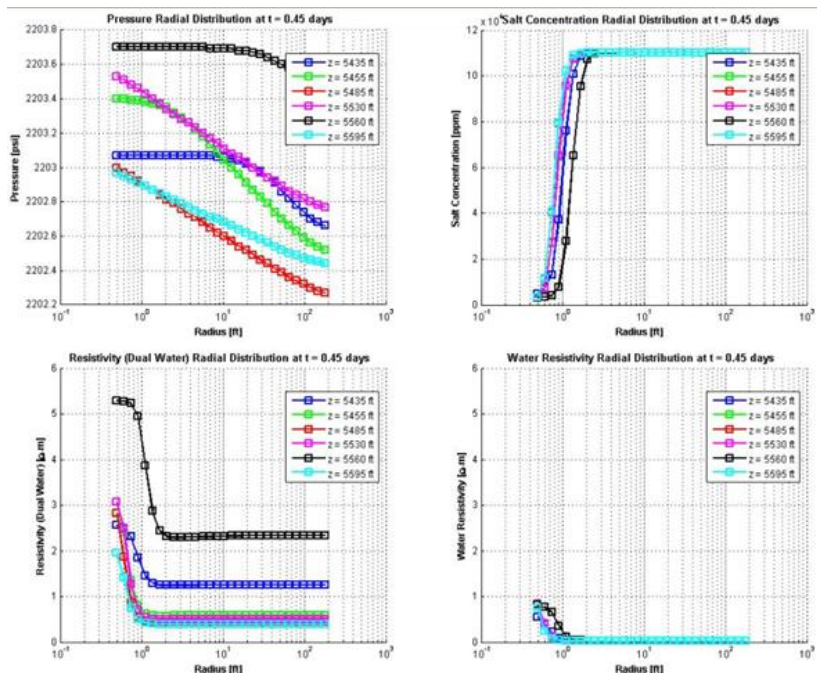 Pressure Radial Distribution at t = 0.45 days
2203.8
2203.6
2203.4
2203.2
2203
2202.8
2202.6
2202.4
2202.2
Pressure [psi]
z = 5435 ft
z = 5455 ft
z = 5485 ft
z = 5530 ft
z = 5560 ft
z = 5595 ft
10-1 100 101 102 103
Radius [ft]
x 104 Salt Concentration Radial Distribution at t = 0.45 days
12
10
8
6
4
2
0
Salt Concentration [ppm]
z = 5435 ft
z = 5455 ft
z = 5485 ft
z = 5530 ft
z = 5560 ft
z = 5595 ft
10-1 100 101 102 103
Radius [ft]
Resistivity (Dual Water) Radial Distribution at t = 0.45 days
6
5
4
3
2
1
0
Resistivity (Dual Water) [Ω.m]
z = 5435 ft
z = 5455 ft
z = 5485 ft
z = 5530 ft
z = 5560 ft
z = 5595 ft
10-1 100 101 102 103
Radius [ft]
Water Resistivity Radial Distribution at t = 0.45 days
6
5
4
3
2
1
0
Water Resistivity [Ω.m]
z = 5435 ft
z = 5455 ft
z = 5485 ft
z = 5530 ft
z = 5560 ft
z = 5595 ft
10-1 100 101 102 103
Radius [ft]